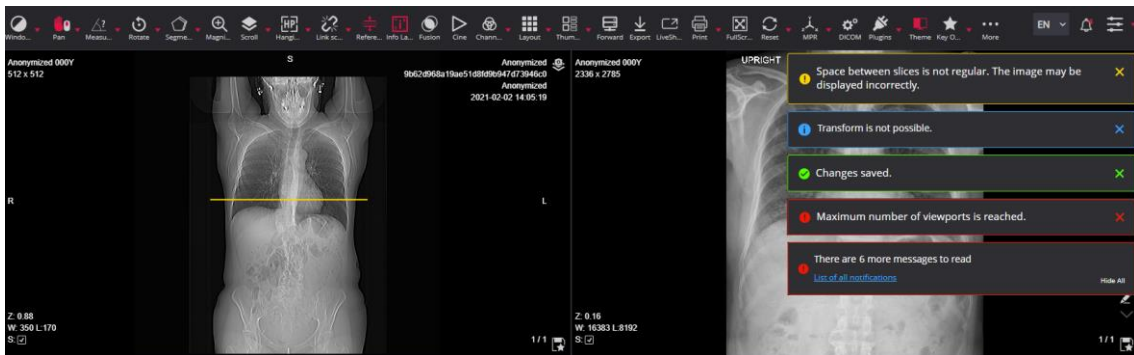 Windo...
Pan
Measu...
Rotate
Segme...
Magni...
Scroll
HP
Hangi...
Link sc...
Refere...
Info La...
Fusion
Cine
Chann...
Layout
Thum...
Forward
Export
LiveSh...
Print
FullScr...
Reset
MPR
DICOM
Plugins
Theme
Key O...
More
EN
Anonymized 000Y
512 x 512
S
Anonymized
9b62d968a19ae51d8fd9b947d73946c0
Anonymized
2021-02-02 14:05:19
R
L
Z: 0.88
W: 350 L:170
S:
1 / 1
Anonymized 000Y
2336 x 2785
UPRIGHT
Z: 0.16
W: 16383 L:8192
S:
1 / 1
Space between slices is not regular. The image may be
displayed incorrectly.
Transform is not possible.
Changes saved.
Maximum number of viewports is reached.
There are 6 more messages to read
List of all notifications
Hide All